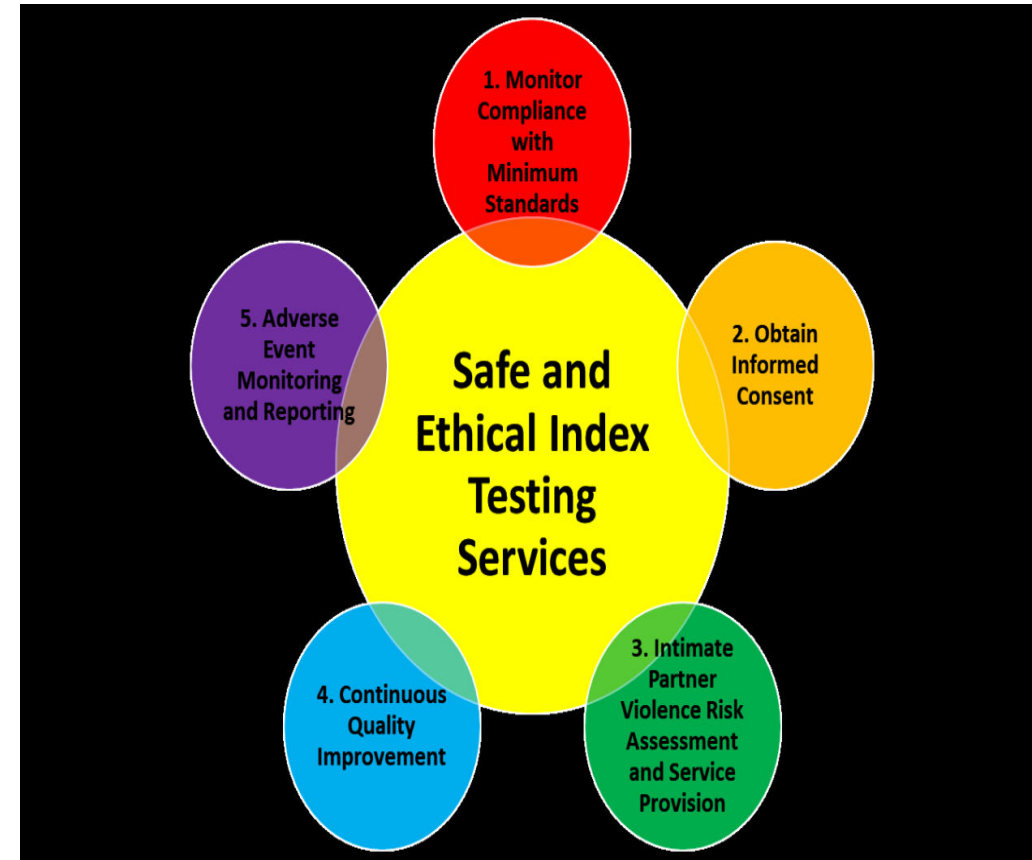 1. Monitor
Compliance
with
Minimum
Standards
5. Adverse
Event
Monitoring
and Reporting
2. Obtain
Informed
Consent
Safe and
Ethical Index
Testing
Services
4. Continuous
Quality
Improvement
3. Intimate
Partner
Violence Risk
Assessment
and Service
Provision